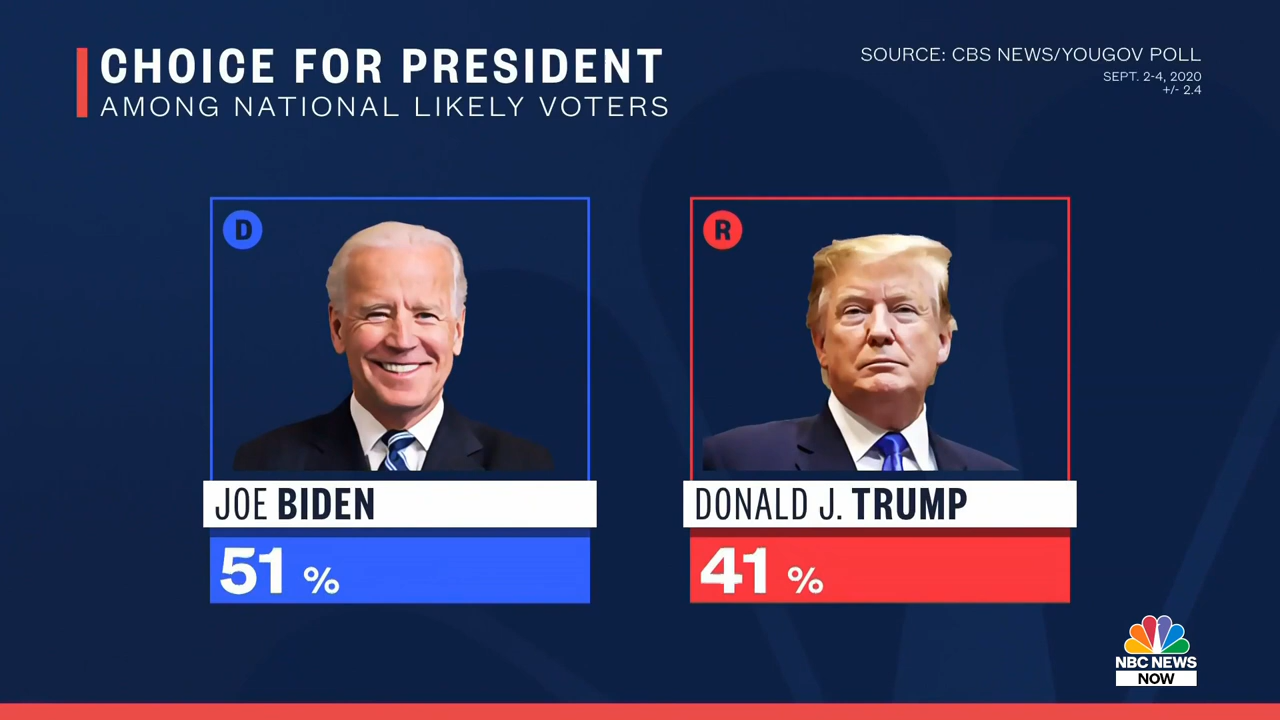 CHOICE FOR PRESIDENT
AMONG NATIONAL LIKELY VOTERS
SOURCE: CBS NEWS/YOUGOV POLL
SEPT. 2-4, 2020
+/- 2.4
D
JOE BIDEN
51 %
R
DONALD J. TRUMP
41 %
NBC NEWS
NOW